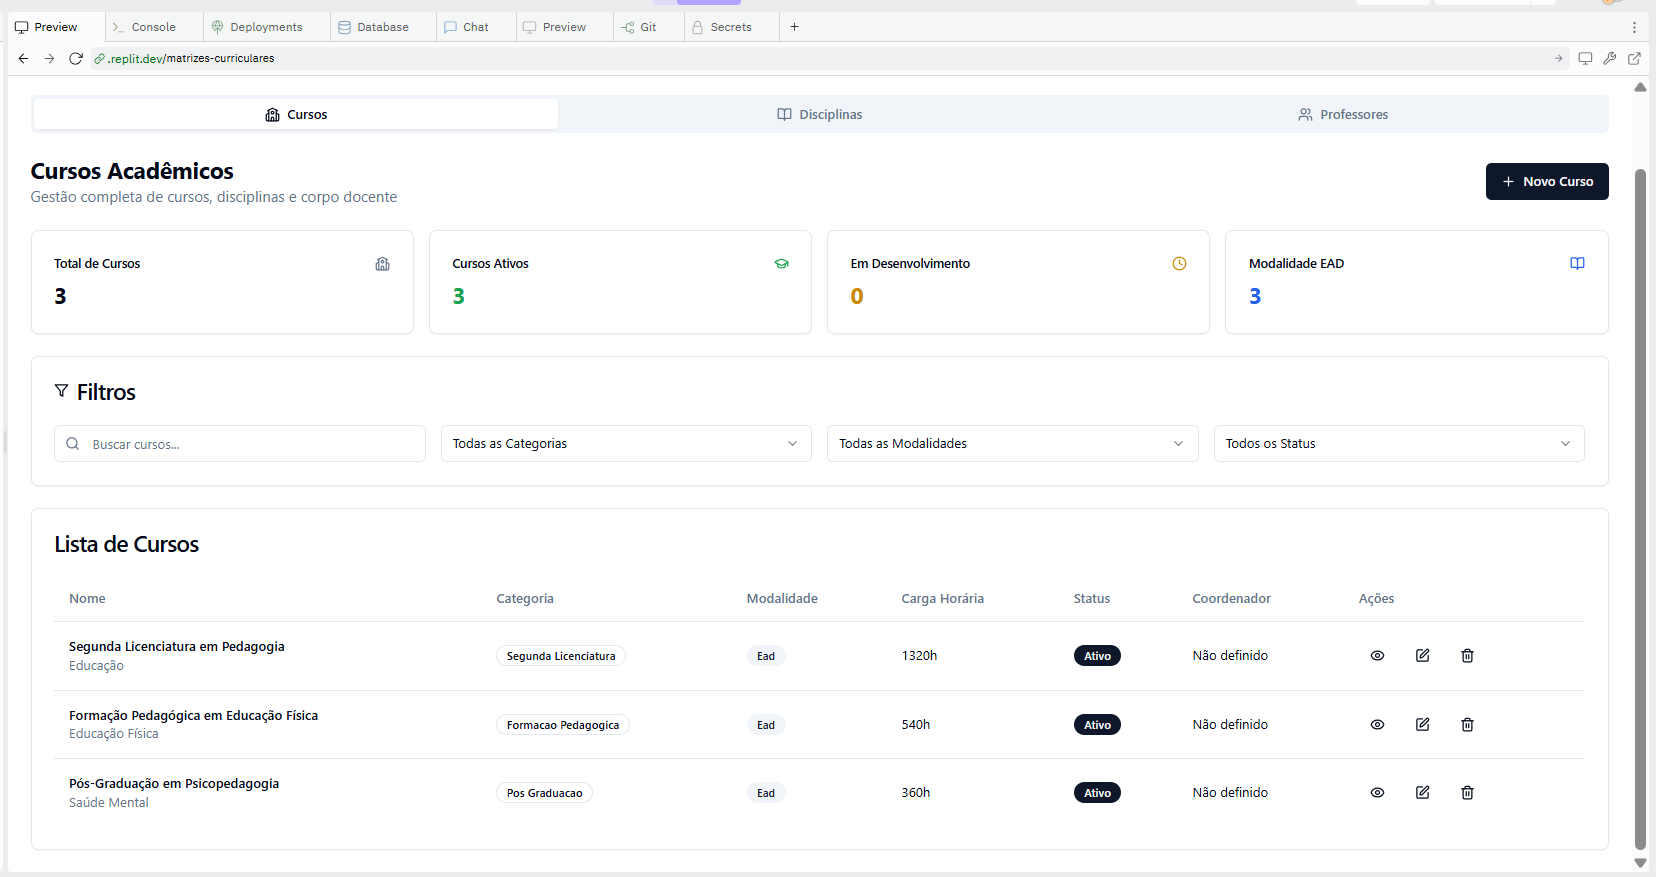 Preview Console Deployments Database Chat Preview Git Secrets
.replit.dev/matrizes-curriculares
Cursos Disciplinas Professores
Cursos Acadêmicos
Gestão completa de cursos, disciplinas e corpo docente
+ Novo Curso
Total de Cursos
3
Cursos Ativos
3
Em Desenvolvimento
0
Modalidade EAD
3
Filtros
Buscar cursos... Todas as Categorias Todas as Modalidades Todos os Status
Lista de Cursos
Nome Categoria Modalidade Carga Horária Status Coordenador Ações
Segunda Licenciatura em Pedagogia
Educação
Segunda Licenciatura Ead 1320h Ativo Não definido
Formação Pedagógica em Educação Física
Educação Física
Formacao Pedagogica Ead 540h Ativo Não definido
Pós-Graduação em Psicopedagogia
Saúde Mental
Pos Graduacao Ead 360h Ativo Não definido